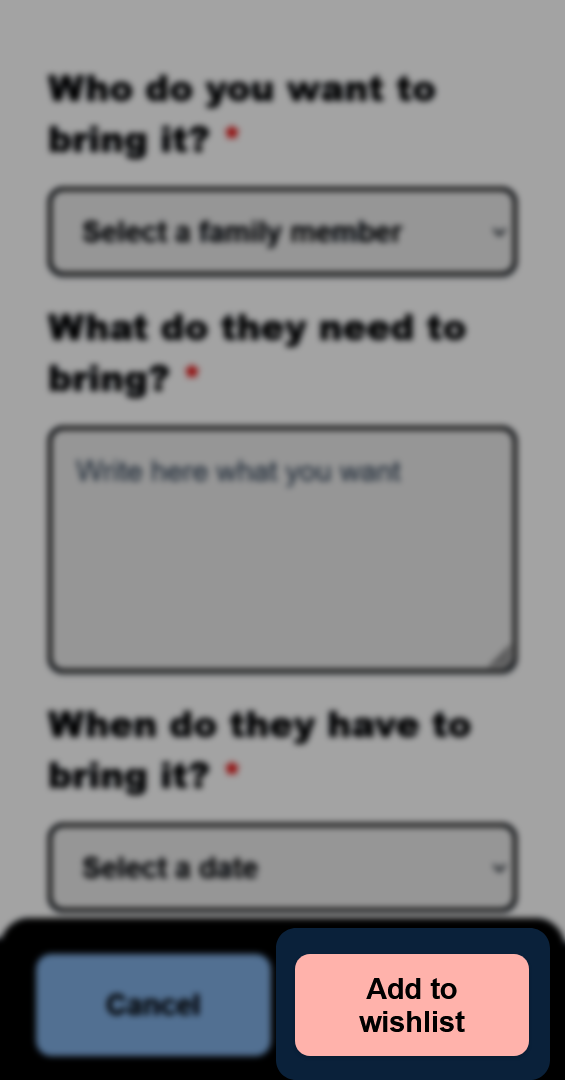 Who do you want to
bring it? *
Select a family member
What do they need to
bring? *
Write here what you want
When do they have to
bring it? *
Select a date
Cancel
Add to
wishlist